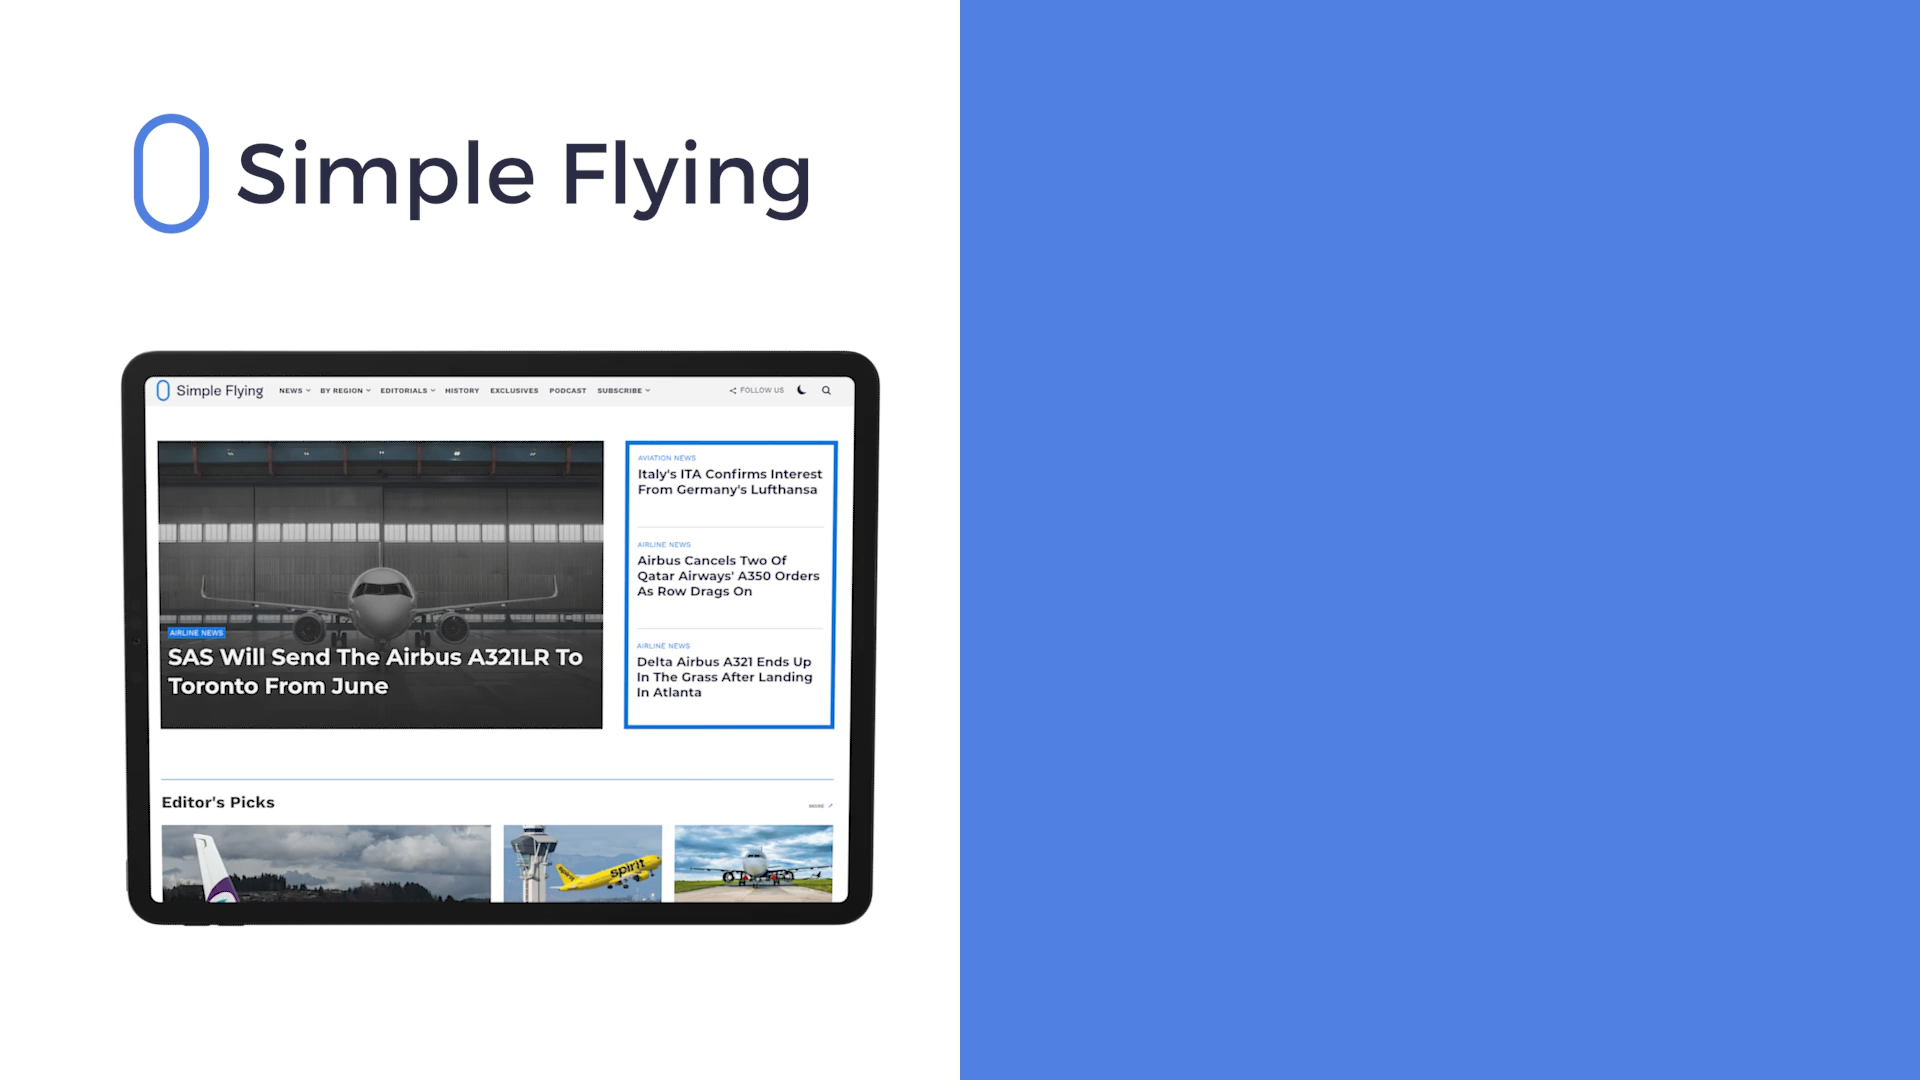 Simple Flying
Simple Flying NEWS BY REGION EDITORIALS HISTORY EXCLUSIVES PODCAST SUBSCRIBE FOLLOW US
AIRLINE NEWS
SAS Will Send The Airbus A321LR To
Toronto From June
AVIATION NEWS
Italy's ITA Confirms Interest
From Germany's Lufthansa
AIRLINE NEWS
Airbus Cancels Two Of
Qatar Airways' A350 Orders
As Row Drags On
AIRLINE NEWS
Delta Airbus A321 Ends Up
In The Grass After Landing
In Atlanta
Editor's Picks
MORE
spirit
spirit